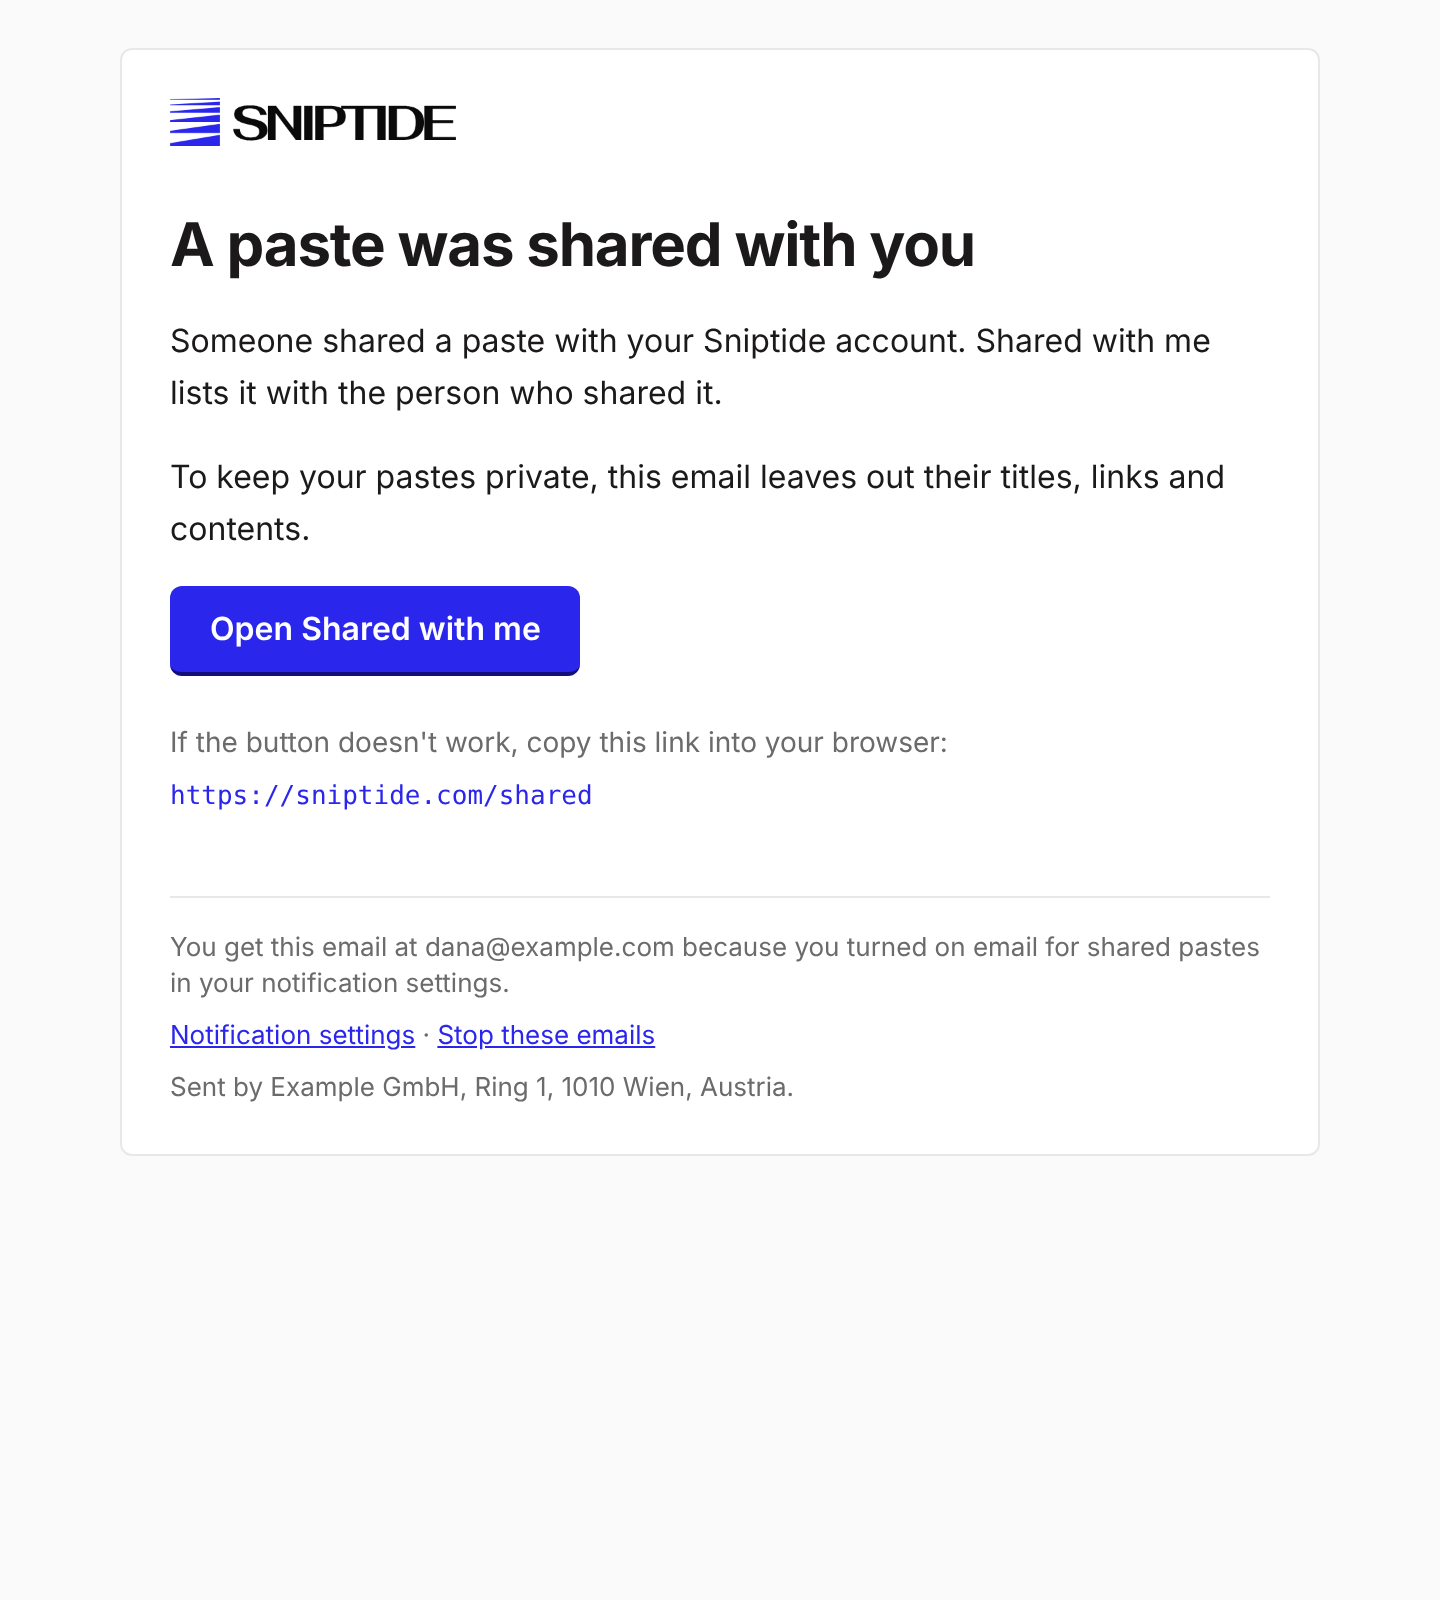 SNIPTIDE
A paste was shared with you
Someone shared a paste with your Sniptide account. Shared with me
lists it with the person who shared it.
To keep your pastes private, this email leaves out their titles, links and
contents.
Open Shared with me
If the button doesn't work, copy this link into your browser:
https://sniptide.com/shared
You get this email at dana@example.com because you turned on email for shared pastes
in your notification settings.
Notification settings · Stop these emails
Sent by Example GmbH, Ring 1, 1010 Wien, Austria.